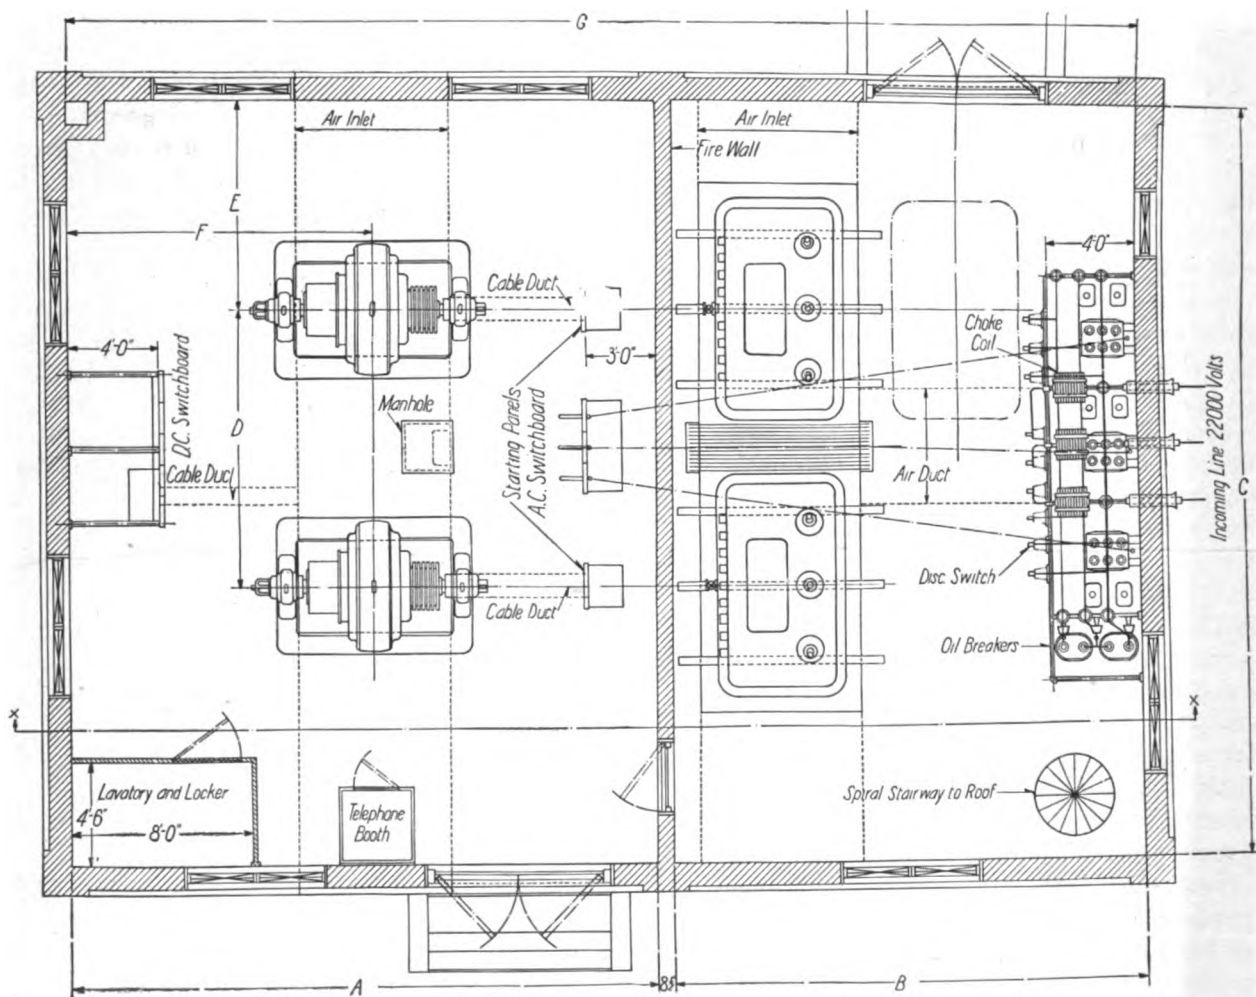 G
Air Inlet
Air Inlet
Fire Wall
E
F
4'-0"
Cable Duct
Choke
Coil
4'-0"
3'-0"
D.C. Switchboard
Manhole
D
Starting Panels
A.C. Switchboard
Incoming Line 22000 Volts
C
Cable Duct
Air Duct
Disc. Switch
Cable Duct
Oil Breakers
x
x
Lavatory and Locker
4'-6"
8'-0"
Telephone
Booth
Spiral Stairway to Roof
A
B